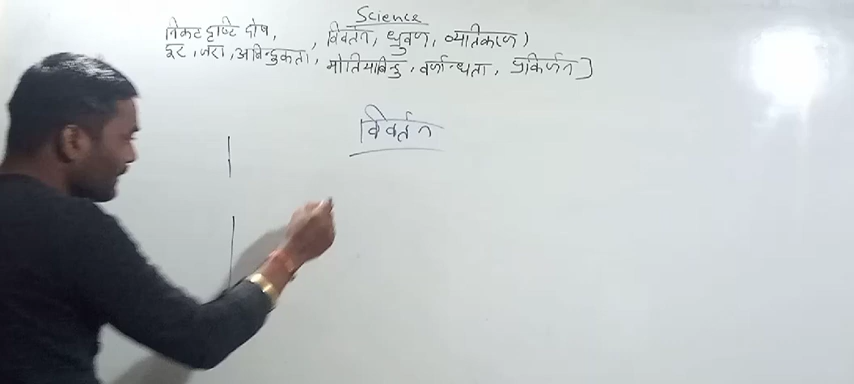 Science
निकट दृष्टि दोष, , विवर्तन, ध्रुवण, व्यतिकरण)
दूर, जरा, अबिन्दुकता, मोतियाबिन्दु, वर्णान्धता, प्रकिर्णन]
विवर्तन